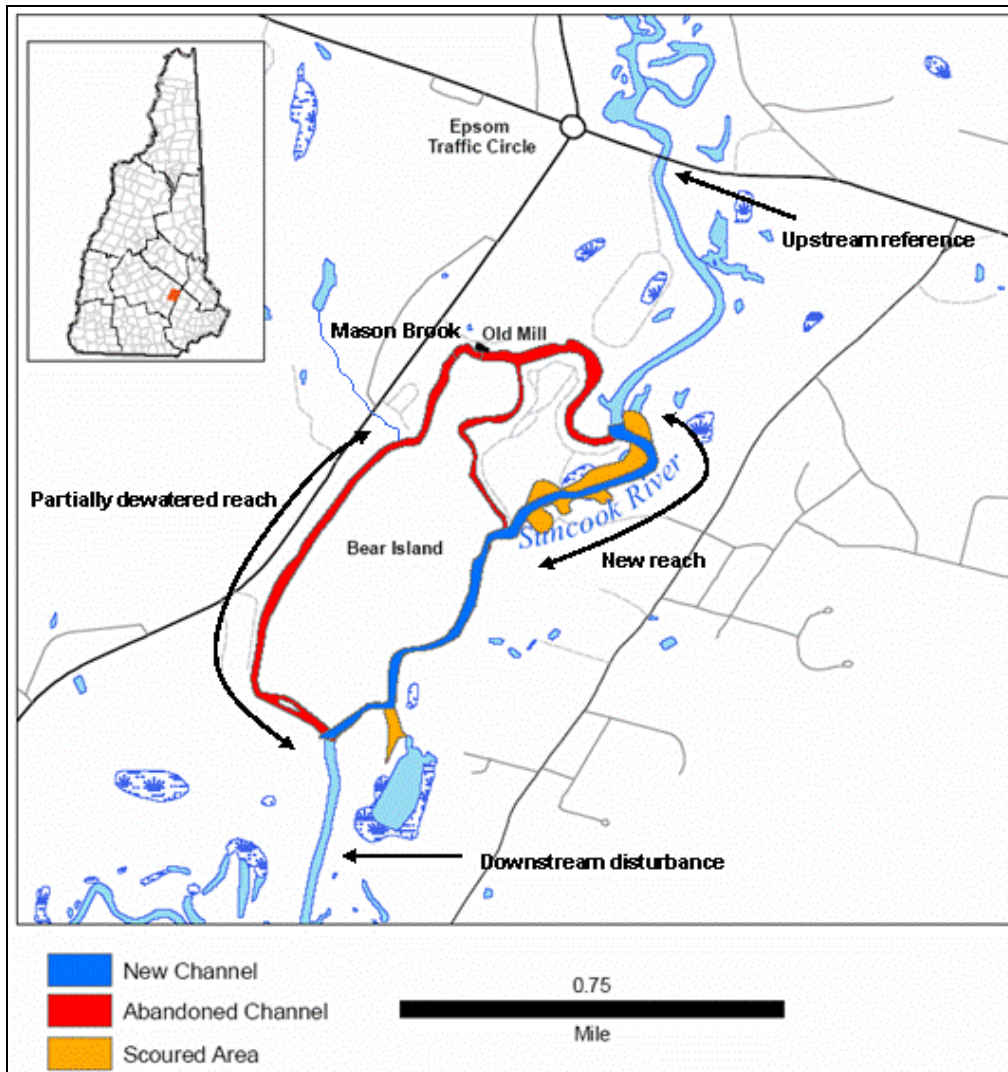 Epsom
Traffic Circle
Upstream reference
Mason Brook
Old Mill
Partially dewatered reach
Suncook River
Bear Island
New reach
Downstream disturbance
New Channel
Abandoned Channel
Scoured Area
0.75
Mile